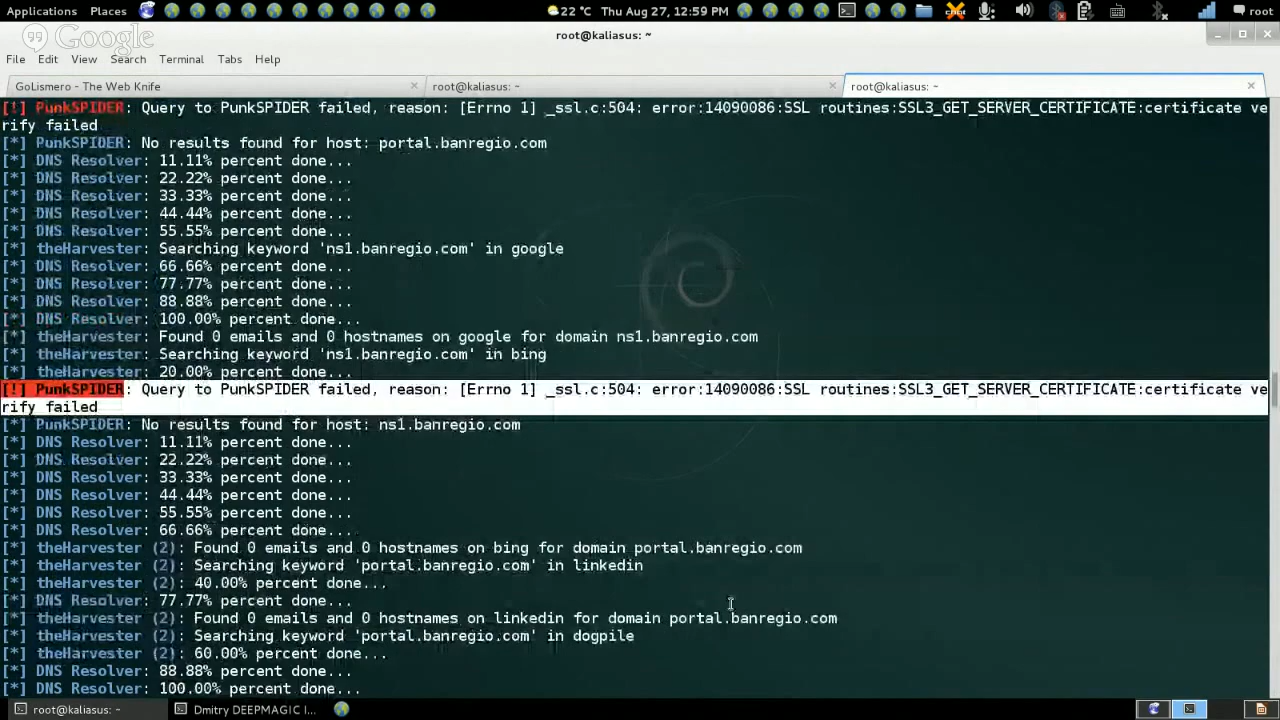 Applications Places 22 °C Thu Aug 27, 12:59 PM root
Google
root@kaliasus: ~
File Edit View Search Terminal Tabs Help
GoLismero - The Web Knife root@kaliasus: ~ root@kaliasus: ~
[!] PunkSPIDER: Query to PunkSPIDER failed, reason: [Errno 1] _ssl.c:504: error:14090086:SSL routines:SSL3_GET_SERVER_CERTIFICATE:certificate ve
rify failed
[*] PunkSPIDER: No results found for host: portal.banregio.com
[*] DNS Resolver: 11.11% percent done...
[*] DNS Resolver: 22.22% percent done...
[*] DNS Resolver: 33.33% percent done...
[*] DNS Resolver: 44.44% percent done...
[*] DNS Resolver: 55.55% percent done...
[*] theHarvester: Searching keyword 'ns1.banregio.com' in google
[*] DNS Resolver: 66.66% percent done...
[*] DNS Resolver: 77.77% percent done...
[*] DNS Resolver: 88.88% percent done...
[*] DNS Resolver: 100.00% percent done...
[*] theHarvester: Found 0 emails and 0 hostnames on google for domain ns1.banregio.com
[*] theHarvester: Searching keyword 'ns1.banregio.com' in bing
[*] theHarvester: 20.00% percent done...
[!] PunkSPIDER: Query to PunkSPIDER failed, reason: [Errno 1] _ssl.c:504: error:14090086:SSL routines:SSL3_GET_SERVER_CERTIFICATE:certificate ve
rify failed
[*] PunkSPIDER: No results found for host: ns1.banregio.com
[*] DNS Resolver: 11.11% percent done...
[*] DNS Resolver: 22.22% percent done...
[*] DNS Resolver: 33.33% percent done...
[*] DNS Resolver: 44.44% percent done...
[*] DNS Resolver: 55.55% percent done...
[*] DNS Resolver: 66.66% percent done...
[*] theHarvester (2): Found 0 emails and 0 hostnames on bing for domain portal.banregio.com
[*] theHarvester (2): Searching keyword 'portal.banregio.com' in linkedin
[*] theHarvester (2): 40.00% percent done...
[*] DNS Resolver: 77.77% percent done...
[*] theHarvester (2): Found 0 emails and 0 hostnames on linkedin for domain portal.banregio.com
[*] theHarvester (2): Searching keyword 'portal.banregio.com' in dogpile
[*] theHarvester (2): 60.00% percent done...
[*] DNS Resolver: 88.88% percent done...
[*] DNS Resolver: 100.00% percent done...
root@kaliasus: ~ Dmitry DEEPMAGIC I...